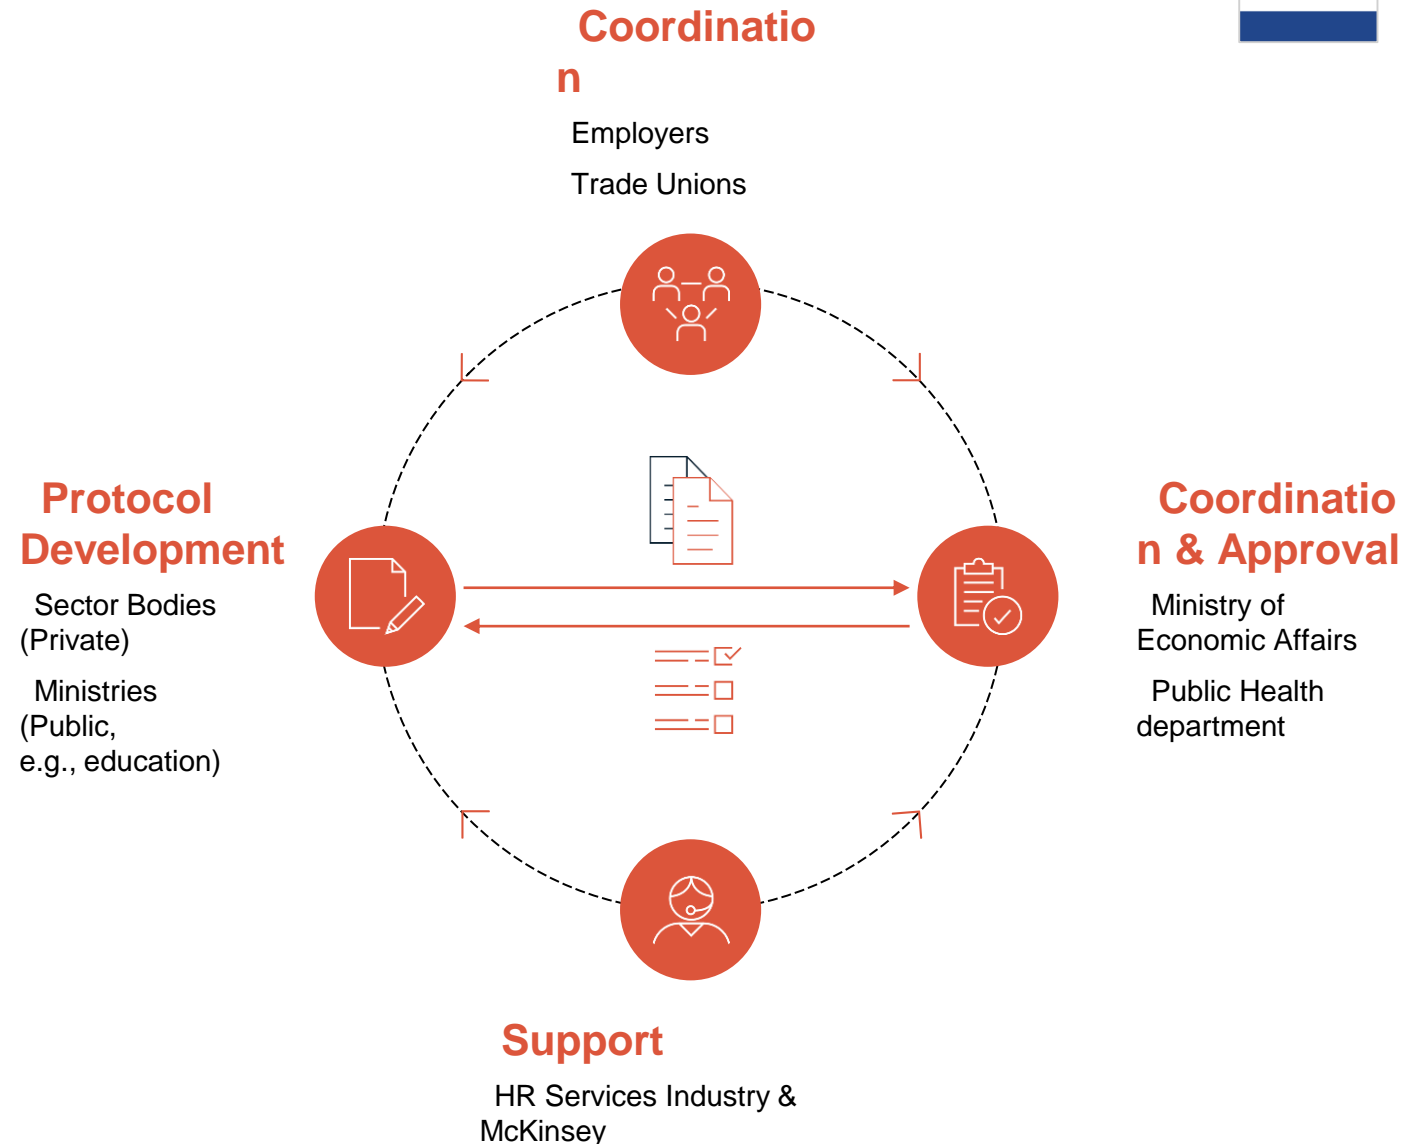 Coordinatio
n
Employers
Trade Unions
Protocol
Development
Sector Bodies
(Private)
Ministries
(Public,
e.g., education)
Coordinatio
n & Approval
Ministry of
Economic Affairs
Public Health
department
Support
HR Services Industry &
McKinsey